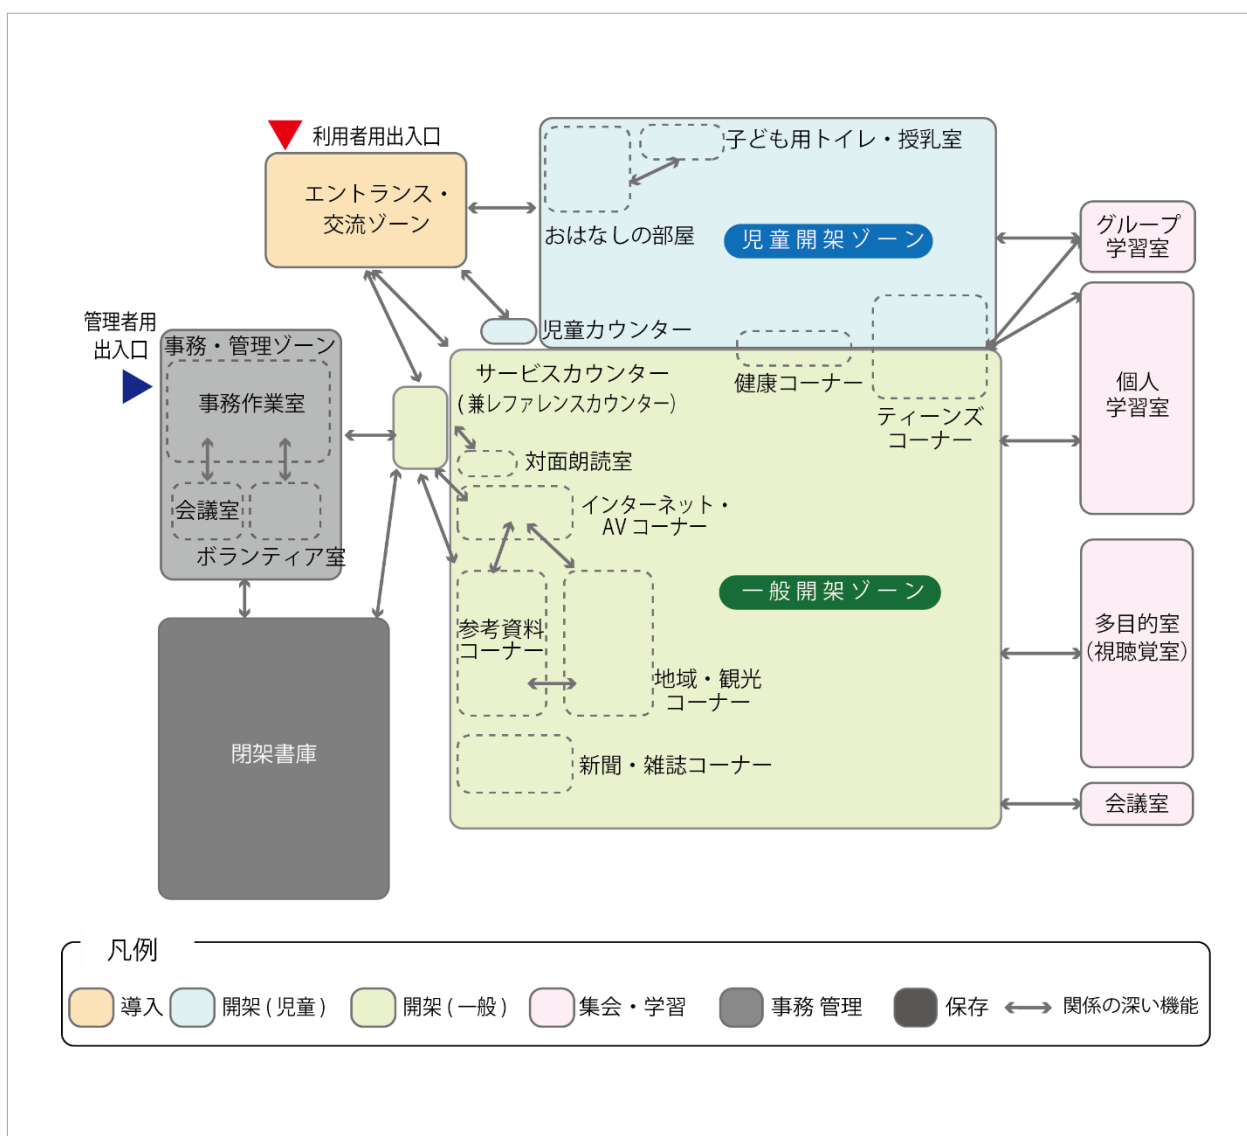 利用者用出入口
エントランス・
交流ゾーン
子ども用トイレ・授乳室
おはなしの部屋
児童開架ゾーン
グループ
学習室
児童カウンター
管理者用
出入口
事務・管理ゾーン
事務作業室
会議室
ボランティア室
サービスカウンター
(兼レファレンスカウンター)
健康コーナー
ティーンズ
コーナー
個人
学習室
対面朗読室
インターネット・
AVコーナー
一般開架ゾーン
参考資料
コーナー
地域・観光
コーナー
多目的室
(視聴覚室)
新聞・雑誌コーナー
会議室
閉架書庫
凡例
導入
開架(児童)
開架(一般)
集会・学習
事務 管理
保存
関係の深い機能